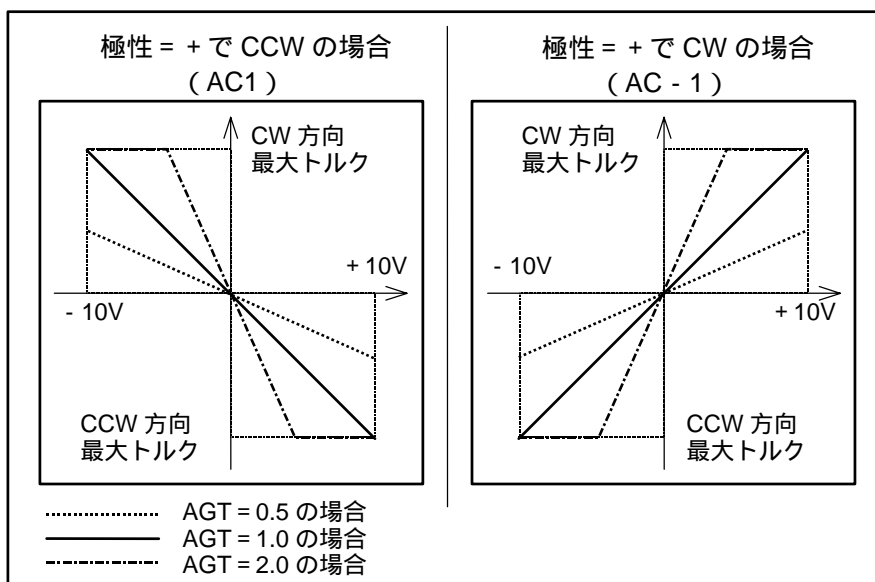 極性 = + で CCW の場合
( AC1 )
CW 方向
最大トルク
+ 10V
- 10V
CCW 方向
最大トルク
極性 = + で CW の場合
( AC - 1 )
CW 方向
最大トルク
- 10V
+ 10V
CCW 方向
最大トルク
AGT = 0.5 の場合
AGT = 1.0 の場合
AGT = 2.0 の場合